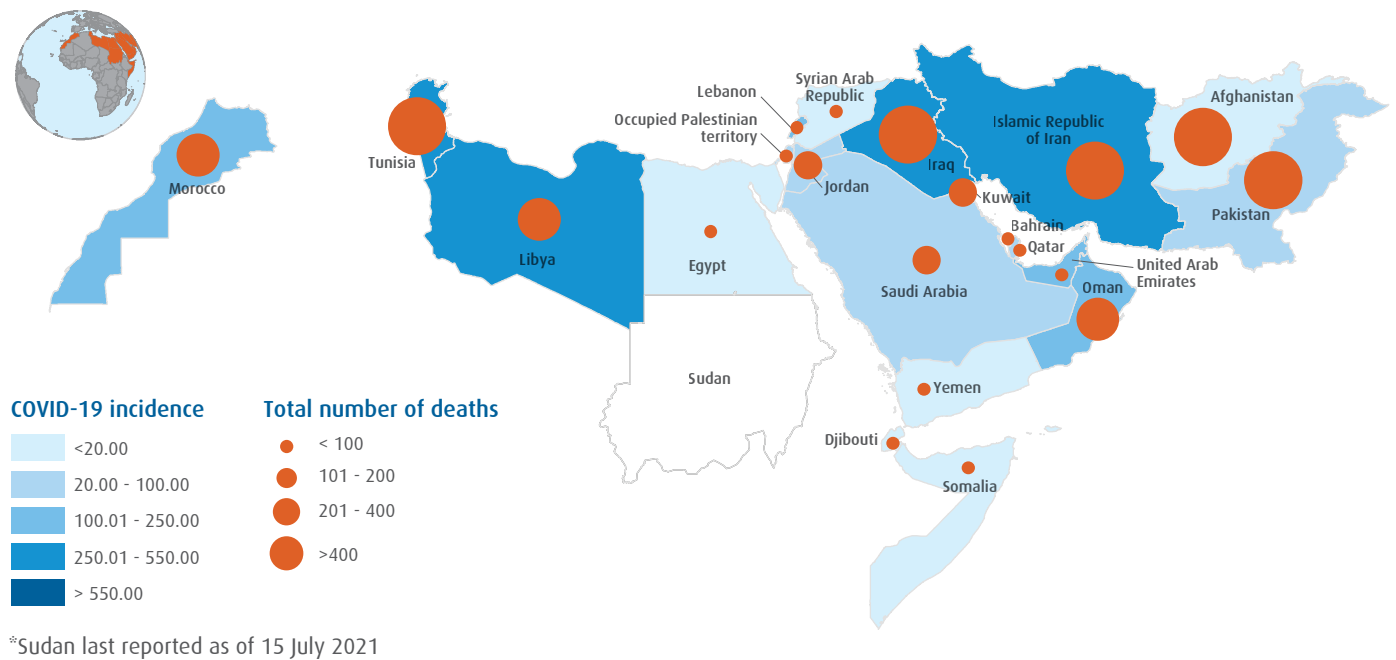 Syrian Arab
Republic
Lebanon
Occupied Palestinian
territory
Afghanistan
Islamic Republic
of Iran
Tunisia
Iraq
Morocco
Jordan
Kuwait
Pakistan
Bahrain
Qatar
Libya
Egypt
United Arab
Emirates
Saudi Arabia
Oman
Sudan
Yemen
Djibouti
Somalia
COVID-19 incidence
<20.00
20.00 - 100.00
100.01 - 250.00
250.01 - 550.00
> 550.00
Total number of deaths
< 100
101 - 200
201 - 400
>400
*Sudan last reported as of 15 July 2021